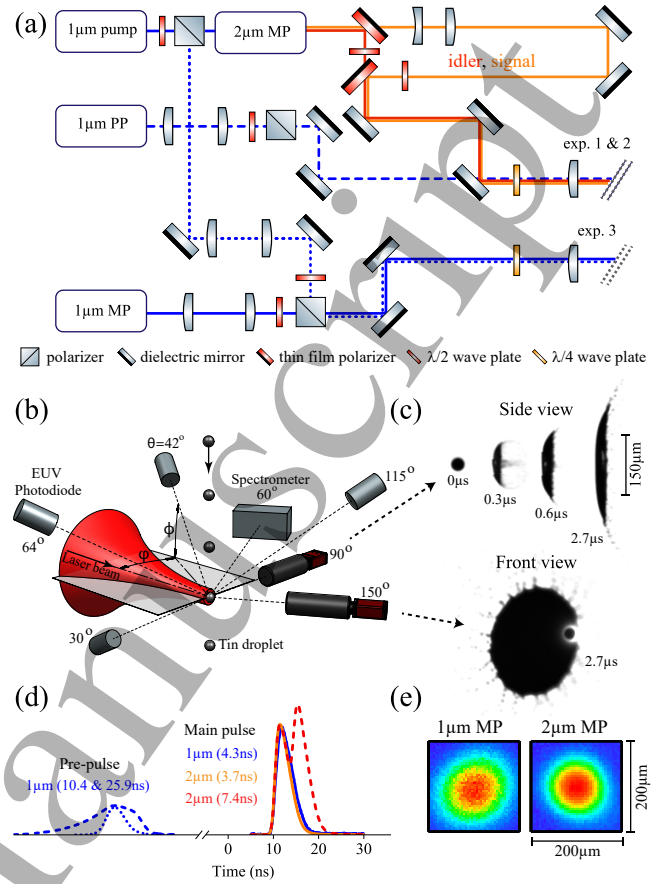 (a)
1μm pump
2μm MP
idler, signal
1μm PP
exp. 1 & 2
exp. 3
1μm MP
polarizer
dielectric mirror
thin film polarizer
λ/2 wave plate
λ/4 wave plate
(b)
θ=42°
EUV
Photodiode
64°
Spectrometer
60°
115°
ϕ
φ
Laser beam
90°
150°
30°
Tin droplet
(c)
Side view
0μs
0.3μs
0.6μs
2.7μs
150μm
Front view
2.7μs
(d)
Pre-pulse
1μm (10.4 & 25.9ns)
Main pulse
1μm (4.3ns)
2μm (3.7ns)
2μm (7.4ns)
0
10
20
30
Time (ns)
(e)
1μm MP
2μm MP
200μm
200μm
manuscript